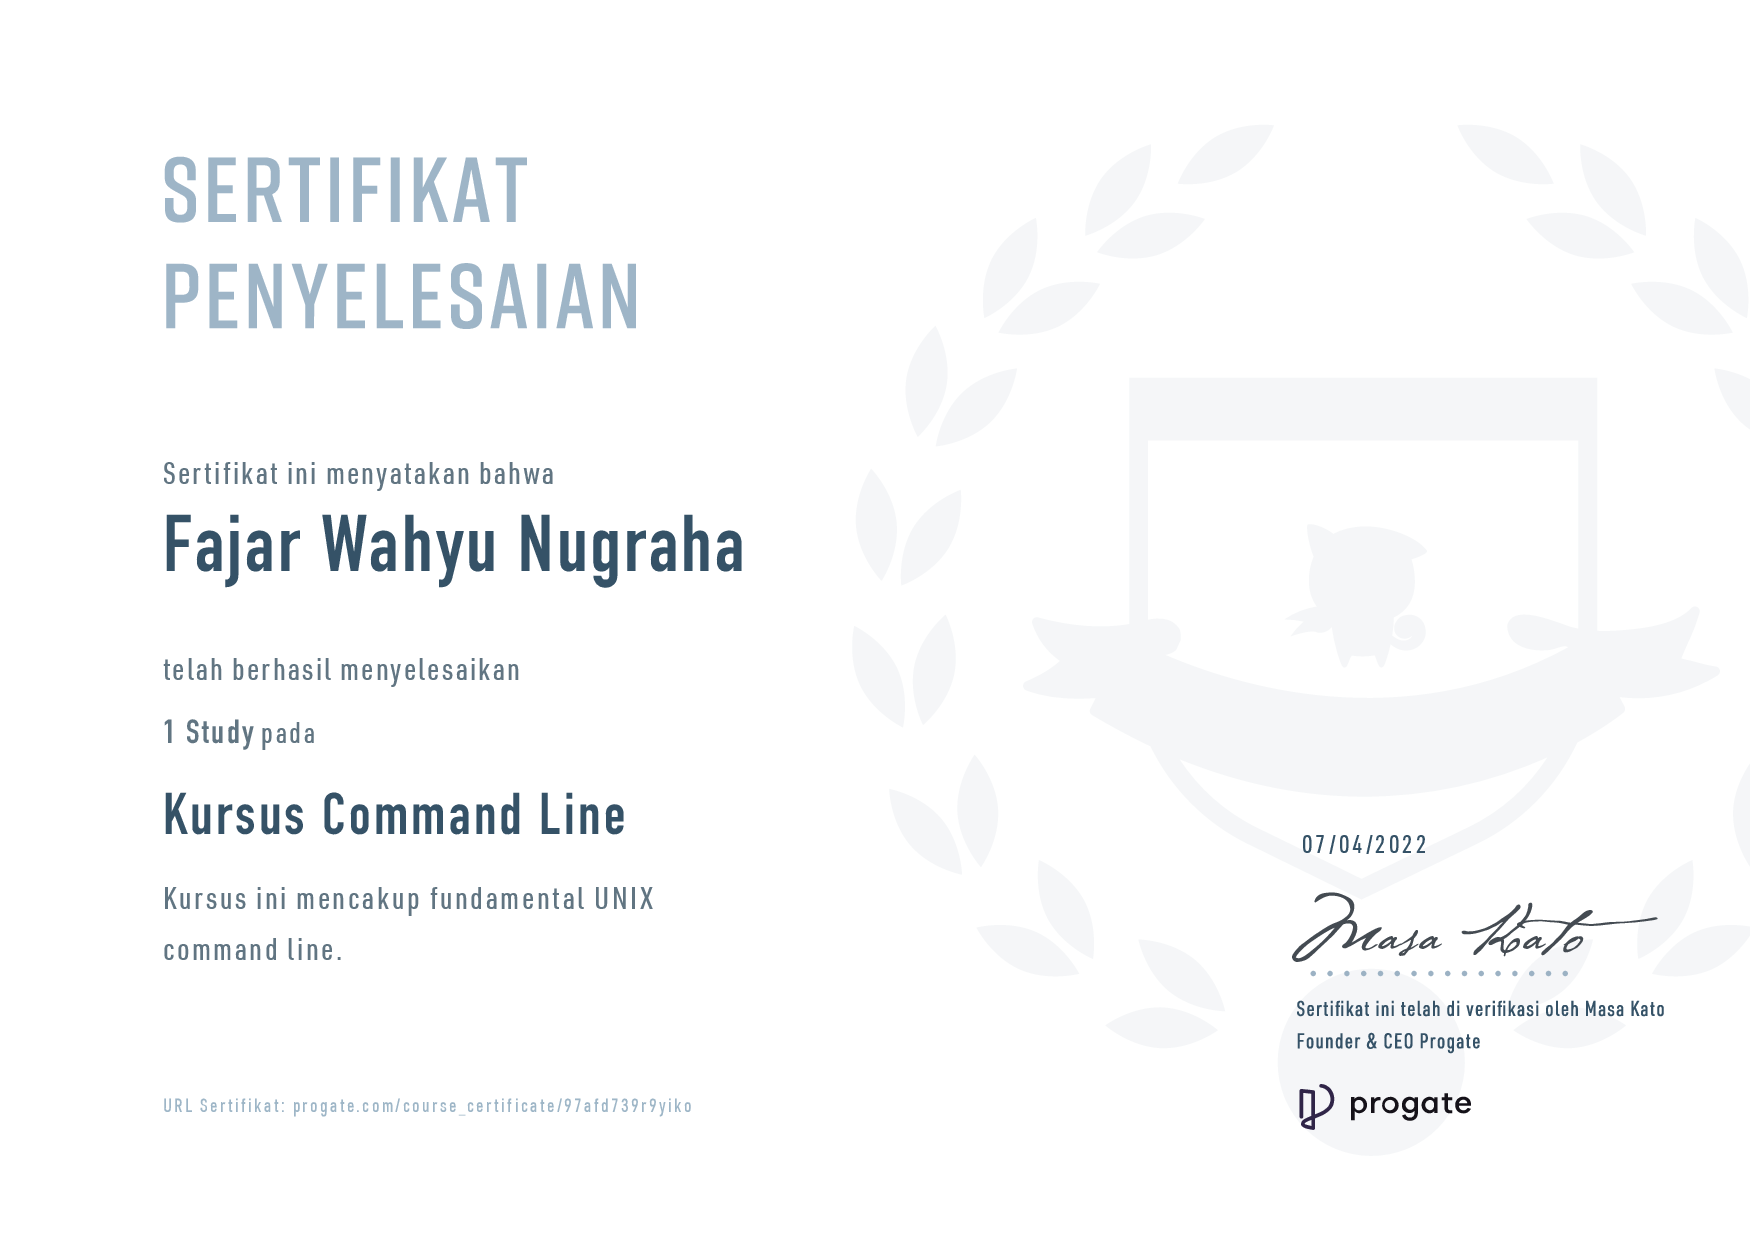 SERTIFIKAT
PENYELESAIAN
Sertifikat ini menyatakan bahwa
Fajar Wahyu Nugraha
telah berhasil menyelesaikan
1 Study pada
Kursus Command Line
Kursus ini mencakup fundamental UNIX
command line.
07/04/2022
Masa Kato
Sertifikat ini telah di verifikasi oleh Masa Kato
Founder & CEO Progate
progate
URL Sertifikat: progate.com/course_certificate/97afd739r9yiko